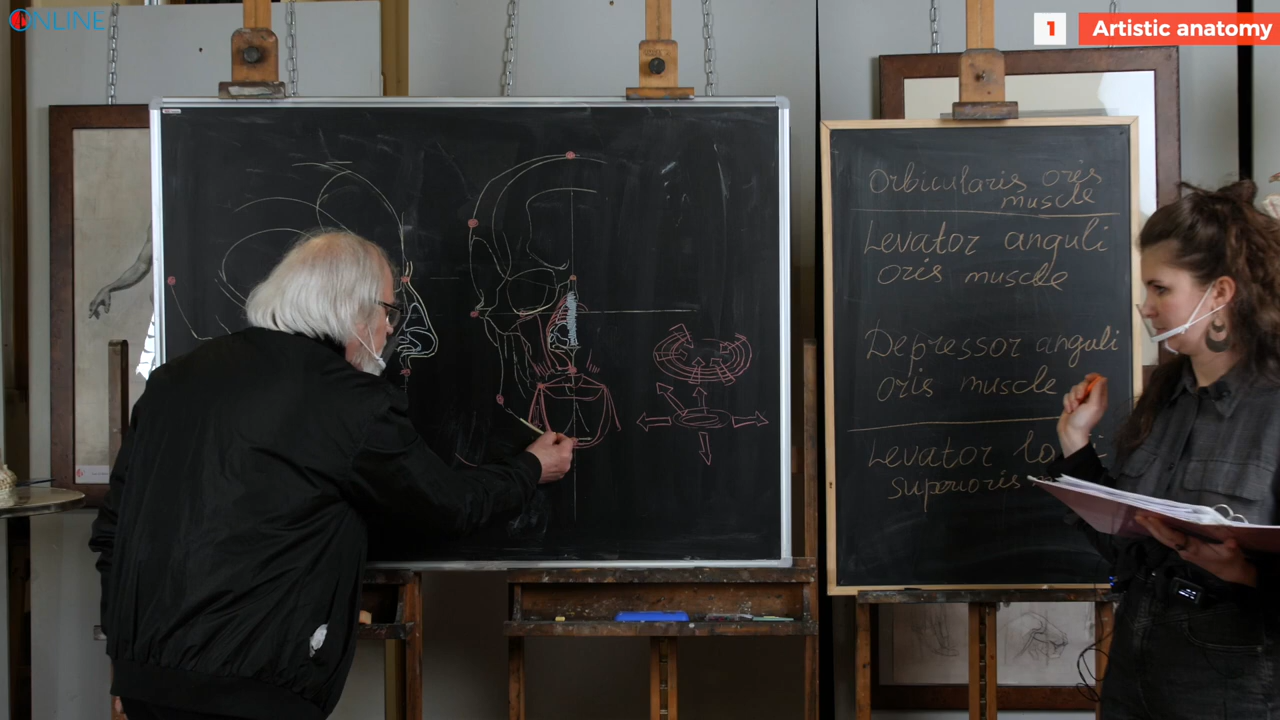 ONLINE
1 Artistic anatomy
Orbicularis oris
muscle
Levator anguli
oris muscle
Depressor anguli
oris muscle
Levator
superioris